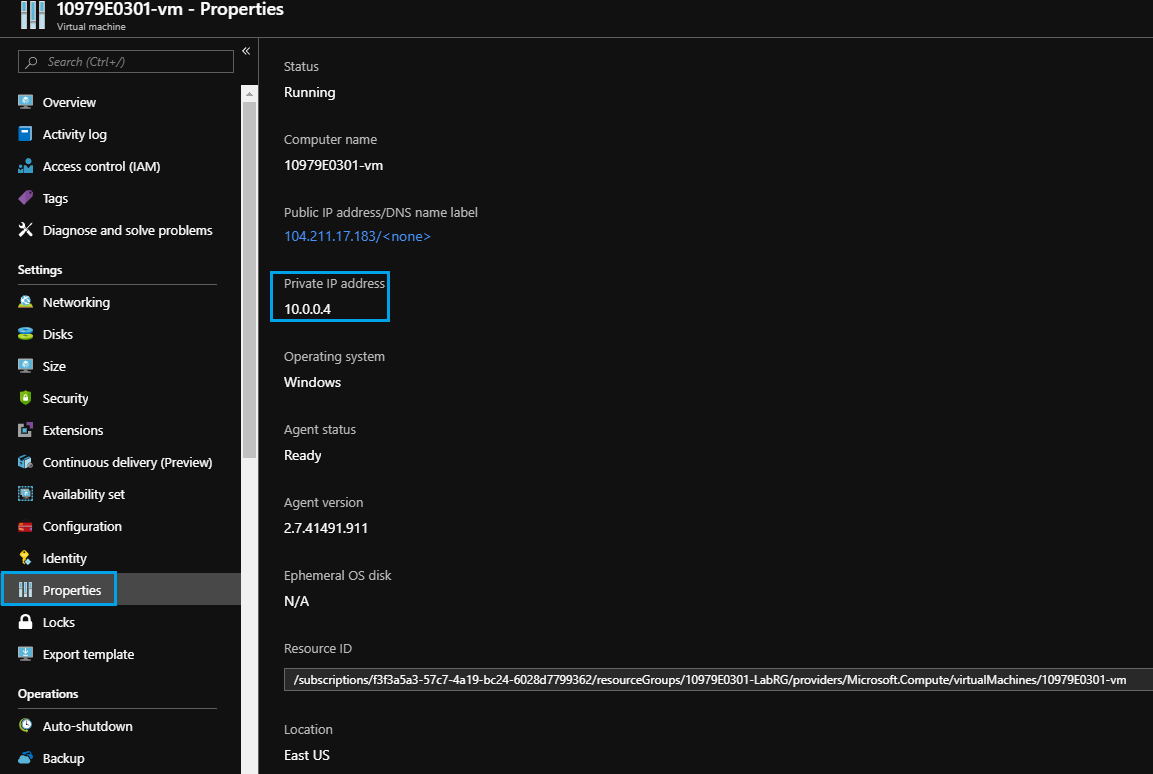 10979E0301-vm - Properties
Virtual machine
Search (Ctrl+/)
«
Overview
Activity log
Access control (IAM)
Tags
Diagnose and solve problems
Settings
Networking
Disks
Size
Security
Extensions
Continuous delivery (Preview)
Availability set
Configuration
Identity
Properties
Locks
Export template
Operations
Auto-shutdown
Backup
Status
Running
Computer name
10979E0301-vm
Public IP address/DNS name label
104.211.17.183/<none>
Private IP address
10.0.0.4
Operating system
Windows
Agent status
Ready
Agent version
2.7.41491.911
Ephemeral OS disk
N/A
Resource ID
/subscriptions/f3f3a5a3-57c7-4a19-bc24-6028d7799362/resourceGroups/10979E0301-LabRG/providers/Microsoft.Compute/virtualMachines/10979E0301-vm
Location
East US